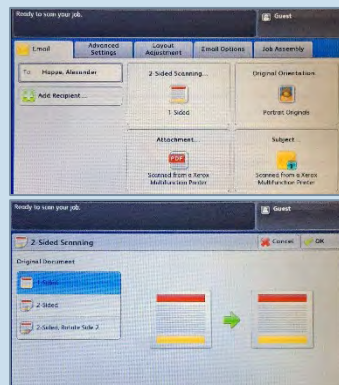 Ready to scan your job.
Guest
Email
Advanced Settings
Layout Adjustment
Email Options
Job Assembly
To: Hoppe, Alexander
2-Sided Scanning...
Original Orientation...
Add Recipient...
1-Sided
Portrait Originals
Attachment...
Subject...
PDF
Scanned from a Xerox
Multifunction Printer
Scanned from a Xerox
Multifunction Printer
Ready to scan your job.
Guest
2-Sided Scanning
Cancel
OK
Original Document
1-Sided
2-Sided
2-Sided, Rotate Side 2